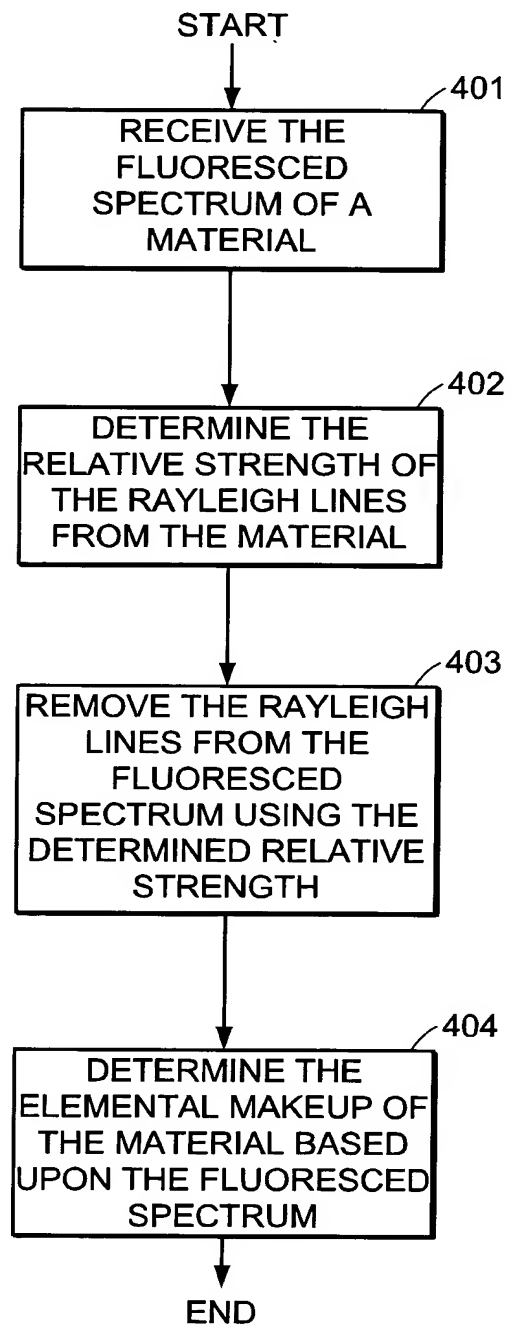 START
401
RECEIVE THE
FLUORESCED
SPECTRUM OF A
MATERIAL
402
DETERMINE THE
RELATIVE STRENGTH OF
THE RAYLEIGH LINES
FROM THE MATERIAL
403
REMOVE THE RAYLEIGH
LINES FROM THE
FLUORESCED
SPECTRUM USING THE
DETERMINED RELATIVE
STRENGTH
404
DETERMINE THE
ELEMENTAL MAKEUP OF
THE MATERIAL BASED
UPON THE FLUORESCED
SPECTRUM
END